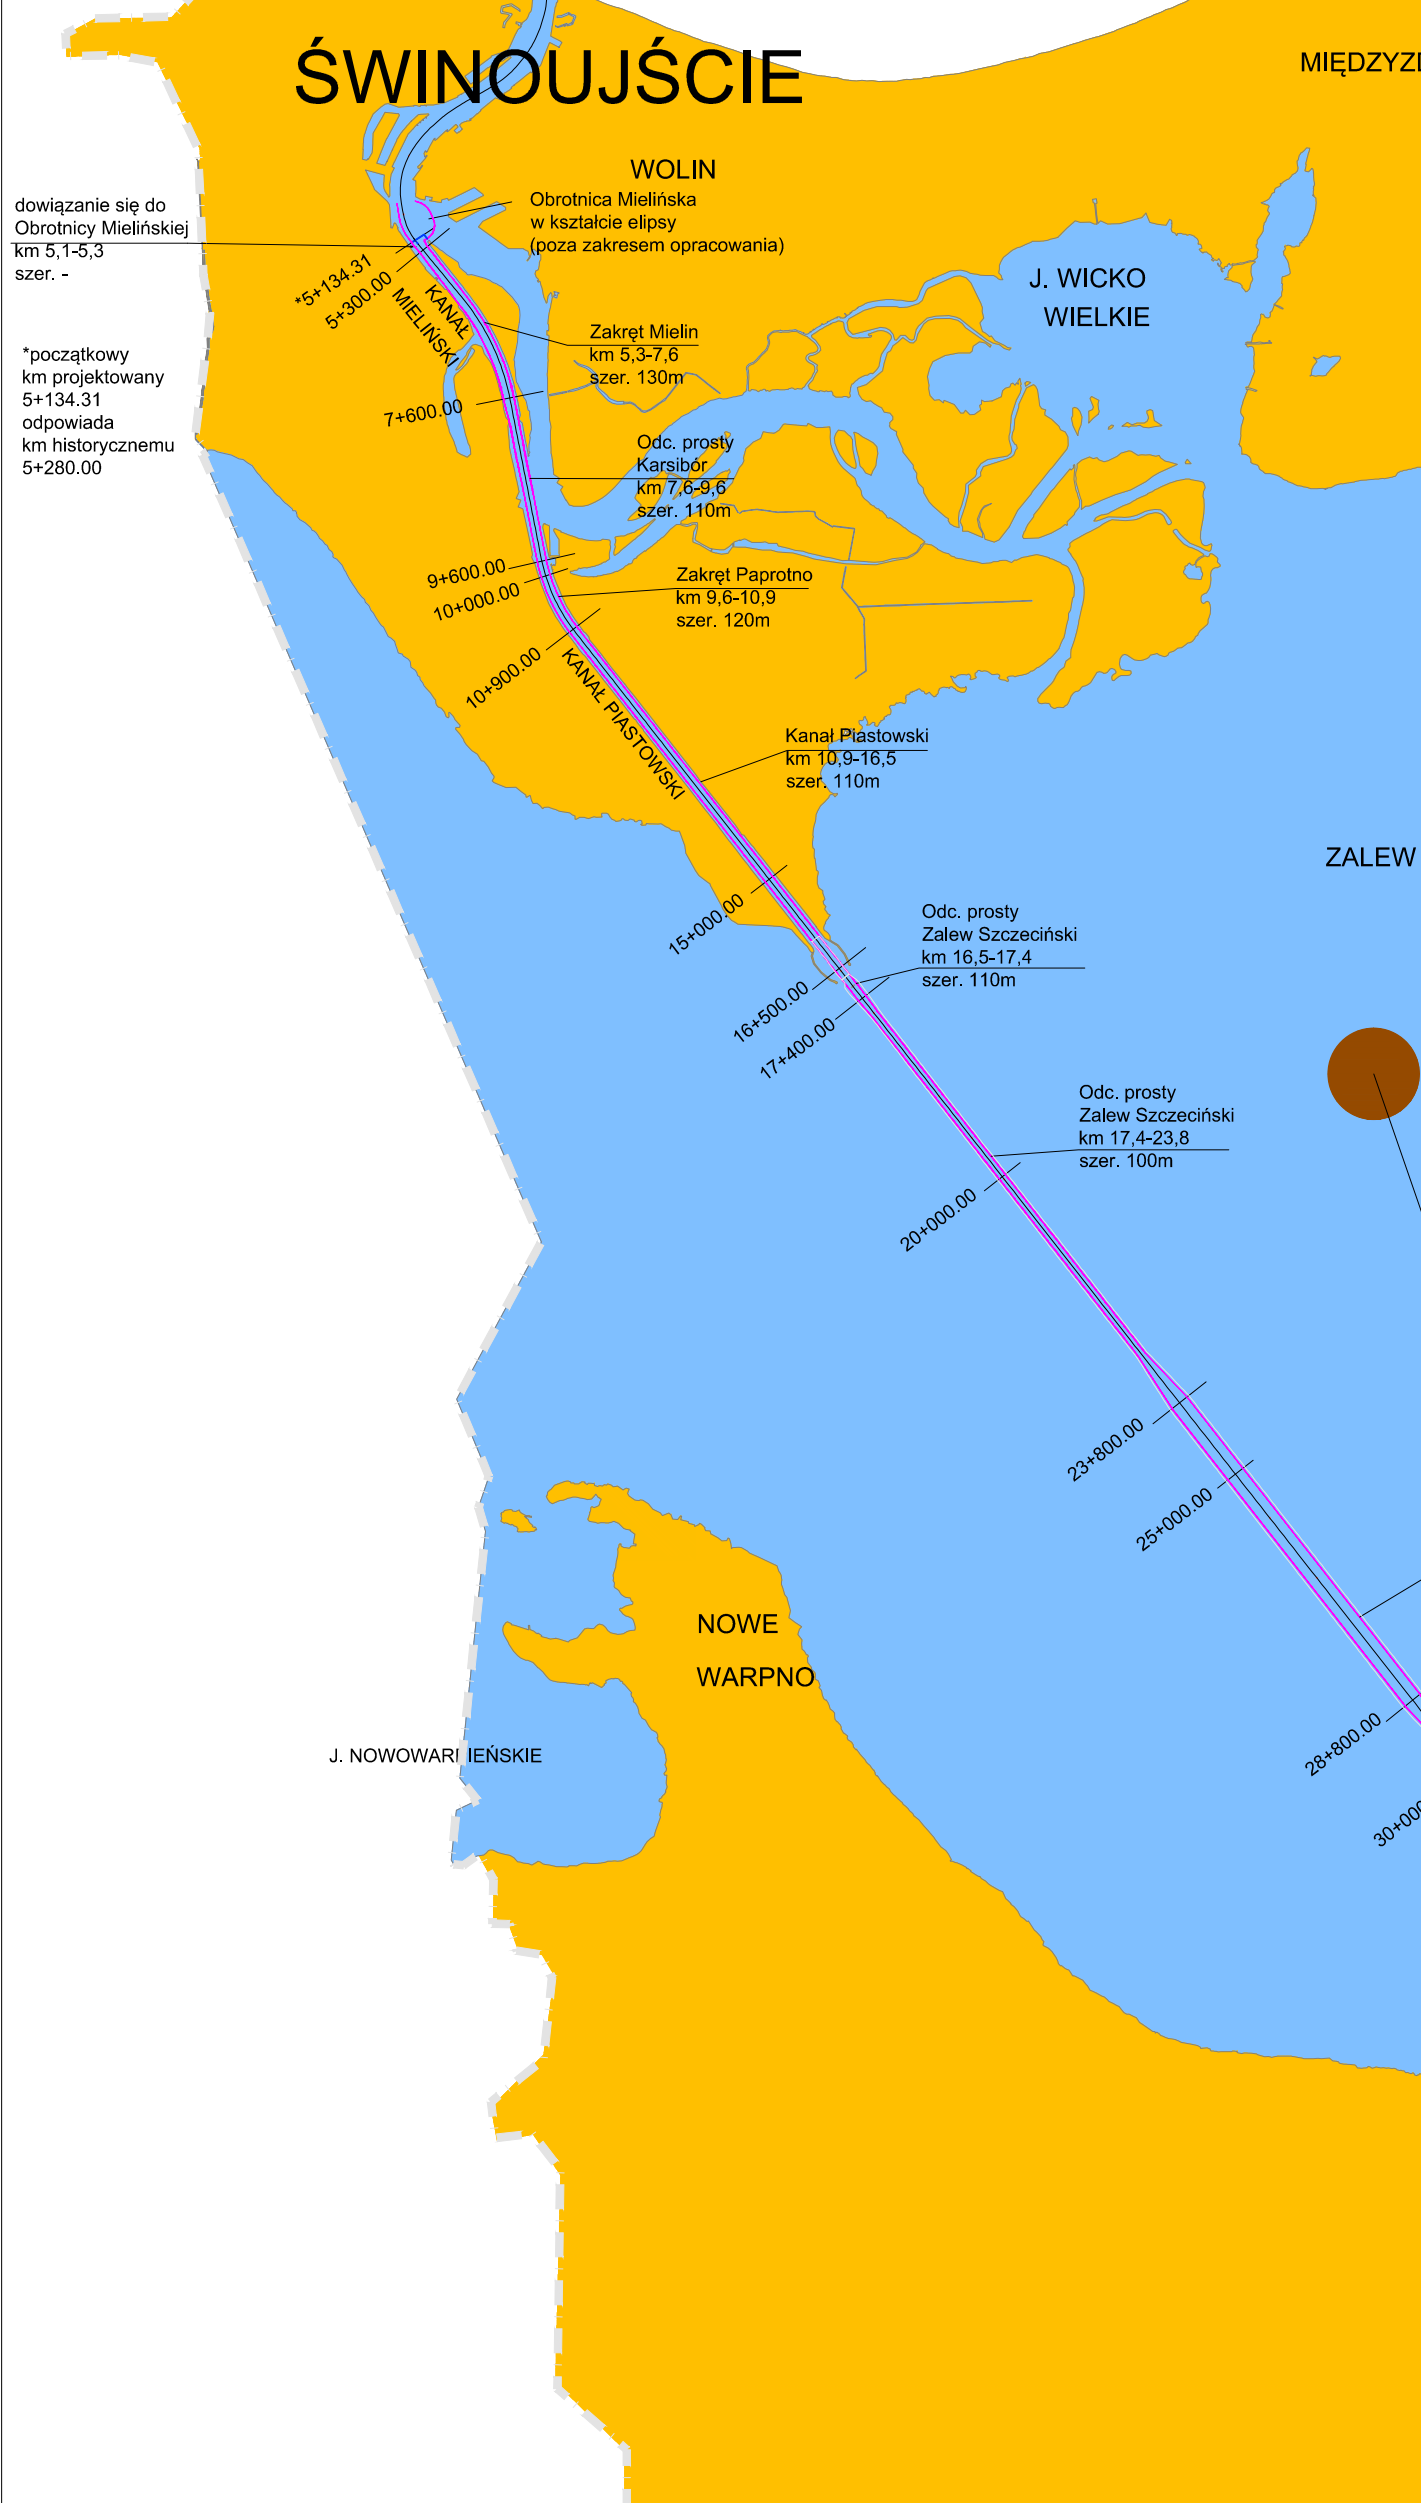 ŚWINOUJŚCIE
WOLIN
Obrotnica Mielińska
w kształcie elipsy
(poza zakresem opracowania)
dowiązanie się do
Obrotnicy Mielińskiej
km 5,1-5,3
szer. -
*5+134.31
5+300.00
KANAŁ
MIELIŃSKI
J. WICKO
WIELKIE
*początkowy
km projektowany
5+134.31
odpowiada
km historycznemu
5+280.00
Zakręt Mielin
km 5,3-7,6
szer. 130m
7+600.00
Odc. prosty
Karsibór
km 7,6-9,6
szer. 110m
9+600.00
10+000.00
Zakręt Paprotno
km 9,6-10,9
szer. 120m
10+900.00
KANAŁ PIASTOWSKI
Kanał Piastowski
km 10,9-16,5
szer. 110m
ZALEW
15+000.00
Odc. prosty
Zalew Szczeciński
km 16,5-17,4
szer. 110m
16+500.00
17+400.00
Odc. prosty
Zalew Szczeciński
km 17,4-23,8
szer. 100m
20+000.00
23+800.00
25+000.00
NOWE
WARPNO
28+800.00
J. NOWOWARPIEŃSKIE